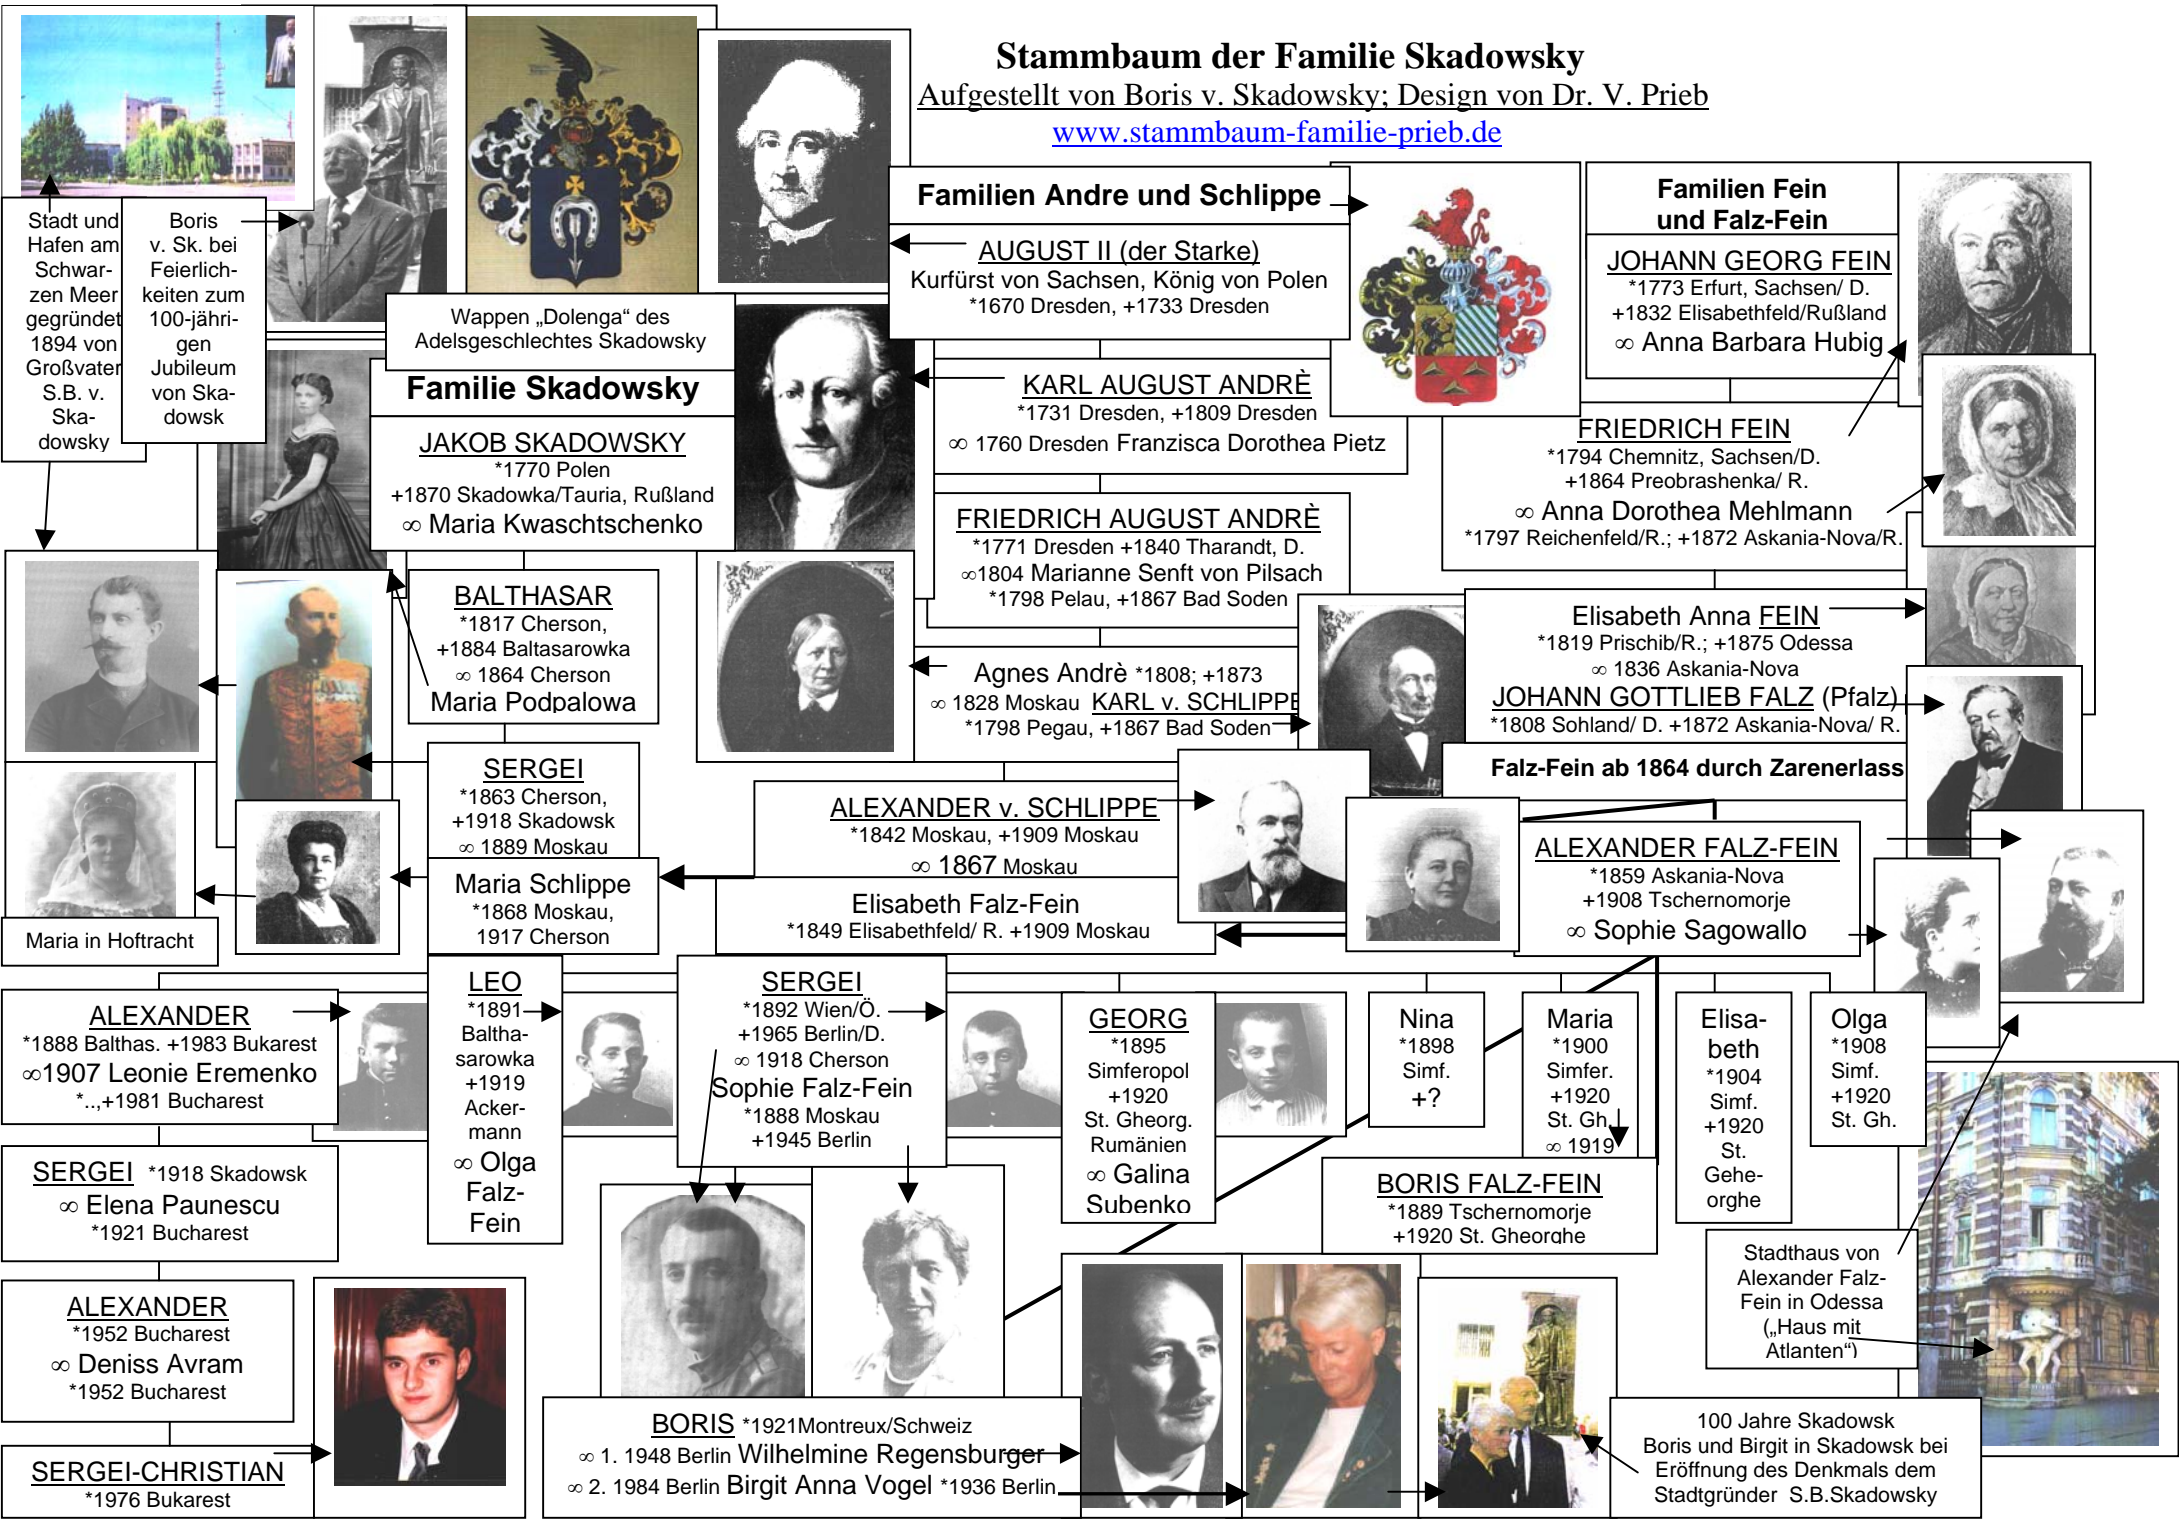 Stammbaum der Familie Skadowsky
Aufgestellt von Boris v. Skadowsky; Design von Dr. V. Prieb
www.stammbaum-familie-prieb.de
Stadt und
Hafen am
Schwar-
zen Meer
gegründet
1894 von
Großvater
S.B. v.
Ska-
dowsky
Boris
v. Sk. bei
Feierlich-
keiten zum
100-jähri-
gen
Jubileum
von Ska-
dowsk
Wappen „Dolenga“ des
Adelsgeschlechtes Skadowsky
Familie Skadowsky
JAKOB SKADOWSKY
*1770 Polen
+1870 Skadowka/Tauria, Rußland
∞ Maria Kwaschtschenko
BALTHASAR
*1817 Cherson,
+1884 Baltasarowka
∞ 1864 Cherson
Maria Podpalowa
SERGEI
*1863 Cherson,
+1918 Skadowsk
∞ 1889 Moskau
Maria Schlippe
*1868 Moskau,
1917 Cherson
Maria in Hoftracht
Familien Andre und Schlippe
AUGUST II (der Starke)
Kurfürst von Sachsen, König von Polen
*1670 Dresden, +1733 Dresden
KARL AUGUST ANDRÈ
*1731 Dresden, +1809 Dresden
∞ 1760 Dresden Franzisca Dorothea Pietz
FRIEDRICH AUGUST ANDRÈ
*1771 Dresden +1840 Tharandt, D.
∞1804 Marianne Senft von Pilsach
*1798 Pelau, +1867 Bad Soden
Agnes Andrè *1808; +1873
∞ 1828 Moskau KARL v. SCHLIPPE
*1798 Pegau, +1867 Bad Soden
ALEXANDER v. SCHLIPPE
*1842 Moskau, +1909 Moskau
∞ 1867 Moskau
Elisabeth Falz-Fein
*1849 Elisabethfeld/ R. +1909 Moskau
Familien Fein
und Falz-Fein
JOHANN GEORG FEIN
*1773 Erfurt, Sachsen/ D.
+1832 Elisabethfeld/Rußland
∞ Anna Barbara Hubig
FRIEDRICH FEIN
*1794 Chemnitz, Sachsen/D.
+1864 Preobrashenka/ R.
∞ Anna Dorothea Mehlmann
*1797 Reichenfeld/R.; +1872 Askania-Nova/R.
Elisabeth Anna FEIN
*1819 Prischib/R.; +1875 Odessa
∞ 1836 Askania-Nova
JOHANN GOTTLIEB FALZ (Pfalz)
*1808 Sohland/ D. +1872 Askania-Nova/ R.
Falz-Fein ab 1864 durch Zarenerlass
ALEXANDER FALZ-FEIN
*1859 Askania-Nova
+1908 Tschernomorje
∞ Sophie Sagowallo
ALEXANDER
*1888 Balthas. +1983 Bukarest
∞1907 Leonie Eremenko
*..,+1981 Bucharest
SERGEI *1918 Skadowsk
∞ Elena Paunescu
*1921 Bucharest
ALEXANDER
*1952 Bucharest
∞ Deniss Avram
*1952 Bucharest
SERGEI-CHRISTIAN
*1976 Bukarest
LEO
*1891
Baltha-
sarowka
+1919
Acker-
mann
∞ Olga
Falz-
Fein
SERGEI
*1892 Wien/Ö.
+1965 Berlin/D.
∞ 1918 Cherson
Sophie Falz-Fein
*1888 Moskau
+1945 Berlin
GEORG
*1895
Simferopol
+1920
St. Gheorg.
Rumänien
∞ Galina
Subenko
Nina
*1898
Simf.
+?
Maria
*1900
Simfer.
+1920
St. Gh.
∞ 1919
BORIS FALZ-FEIN
*1889 Tschernomorje
+1920 St. Gheorghe
Elisa-
beth
*1904
Simf.
+1920
St.
Gehe-
orghe
Olga
*1908
Simf.
+1920
St. Gh.
Stadthaus von
Alexander Falz-
Fein in Odessa
(„Haus mit
Atlanten“)
BORIS *1921Montreux/Schweiz
∞ 1. 1948 Berlin Wilhelmine Regensburger
∞ 2. 1984 Berlin Birgit Anna Vogel *1936 Berlin
100 Jahre Skadowsk
Boris und Birgit in Skadowsk bei
Eröffnung des Denkmals dem
Stadtgründer S.B.Skadowsky